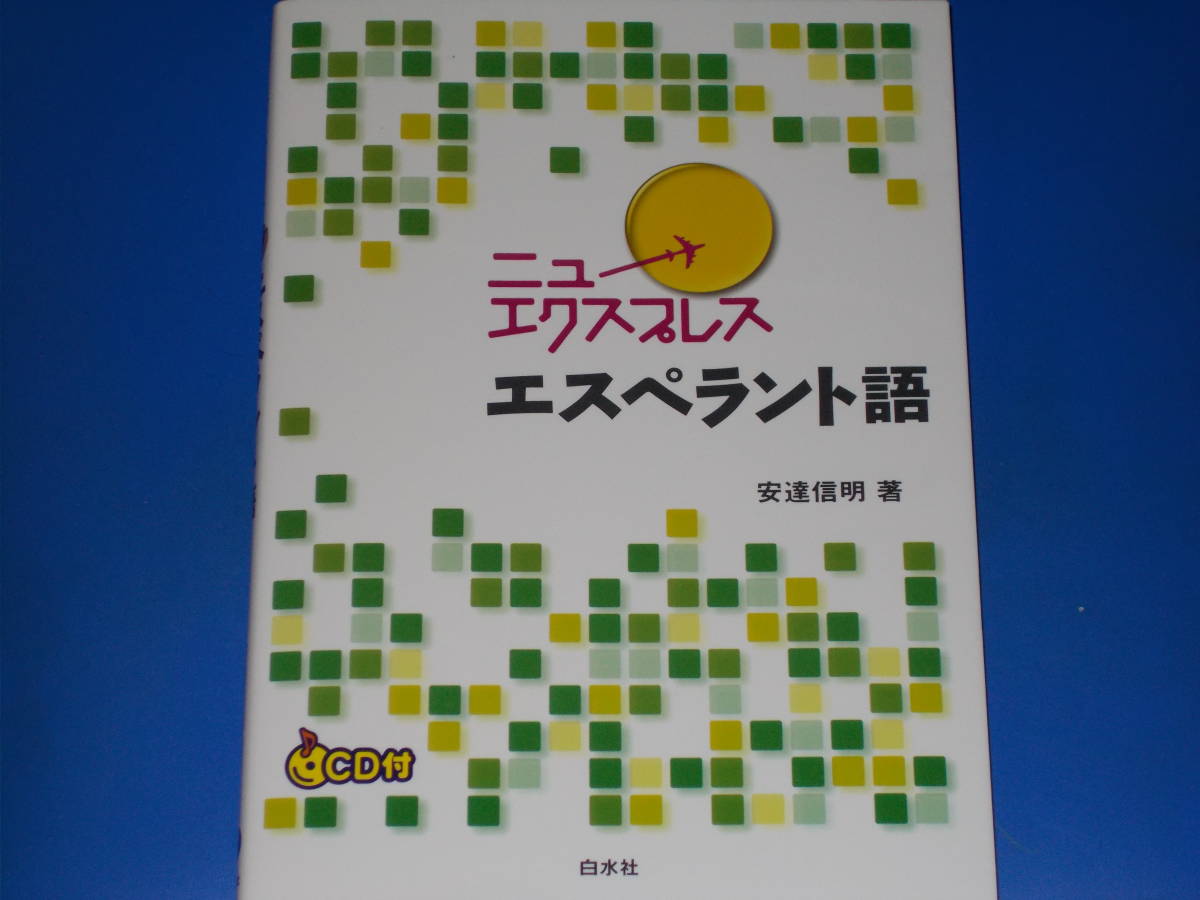 ニュー
エクスプレス
エスペラント語
安達信明 著
CD付
白水社